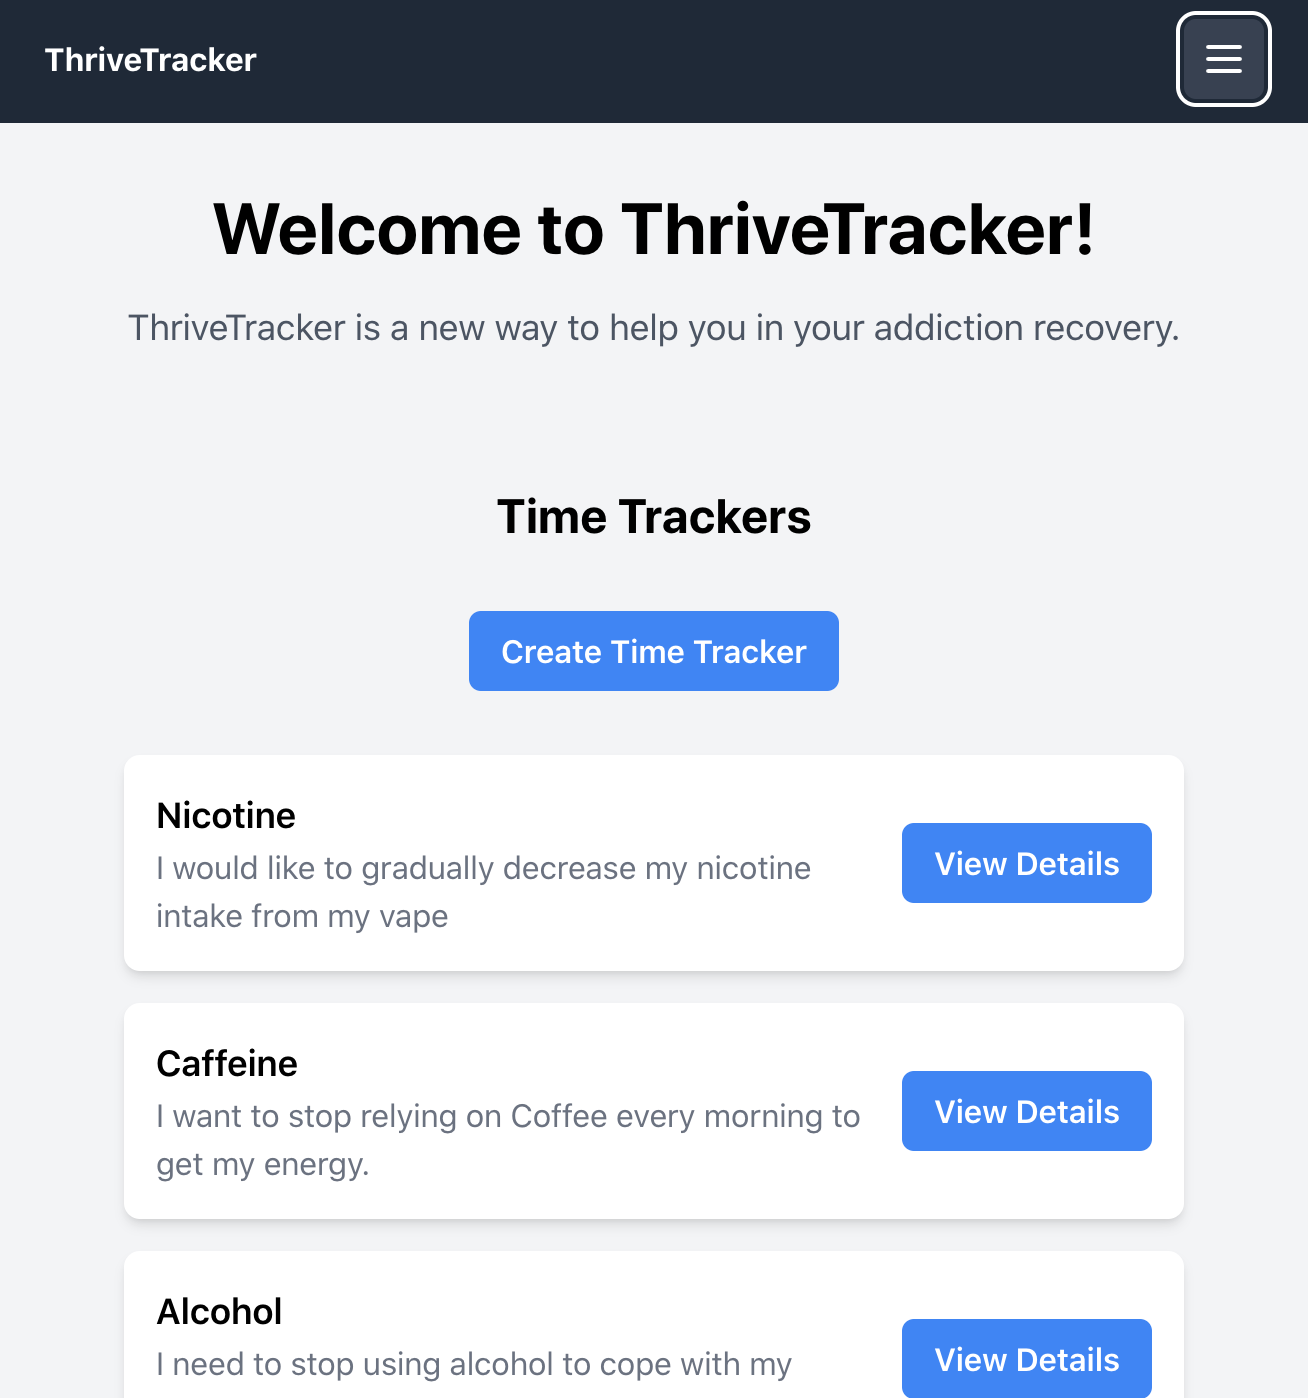 ThriveTracker
Welcome to ThriveTracker!
ThriveTracker is a new way to help you in your addiction recovery.
Time Trackers
Create Time Tracker
Nicotine
I would like to gradually decrease my nicotine
intake from my vape
View Details
Caffeine
I want to stop relying on Coffee every morning to
get my energy.
View Details
Alcohol
I need to stop using alcohol to cope with my
View Details